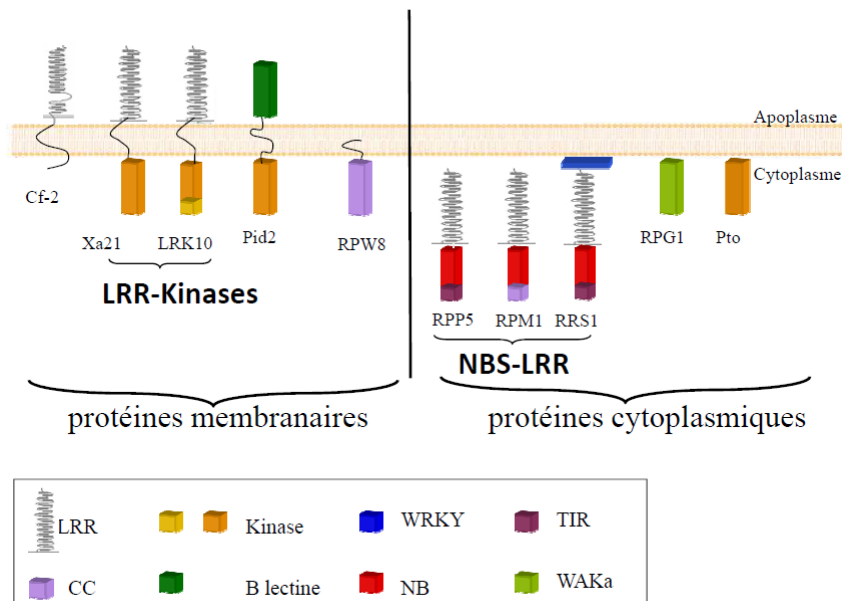 Apoplasme
Cytoplasme
Cf-2
Xa21
LRK10
Pid2
RPW8
RPG1
Pto
LRR-Kinases
RPP5
RPM1
RRS1
NBS-LRR
protéines membranaires
protéines cytoplasmiques
LRR
Kinase
WRKY
TIR
CC
B lectine
NB
WAKa